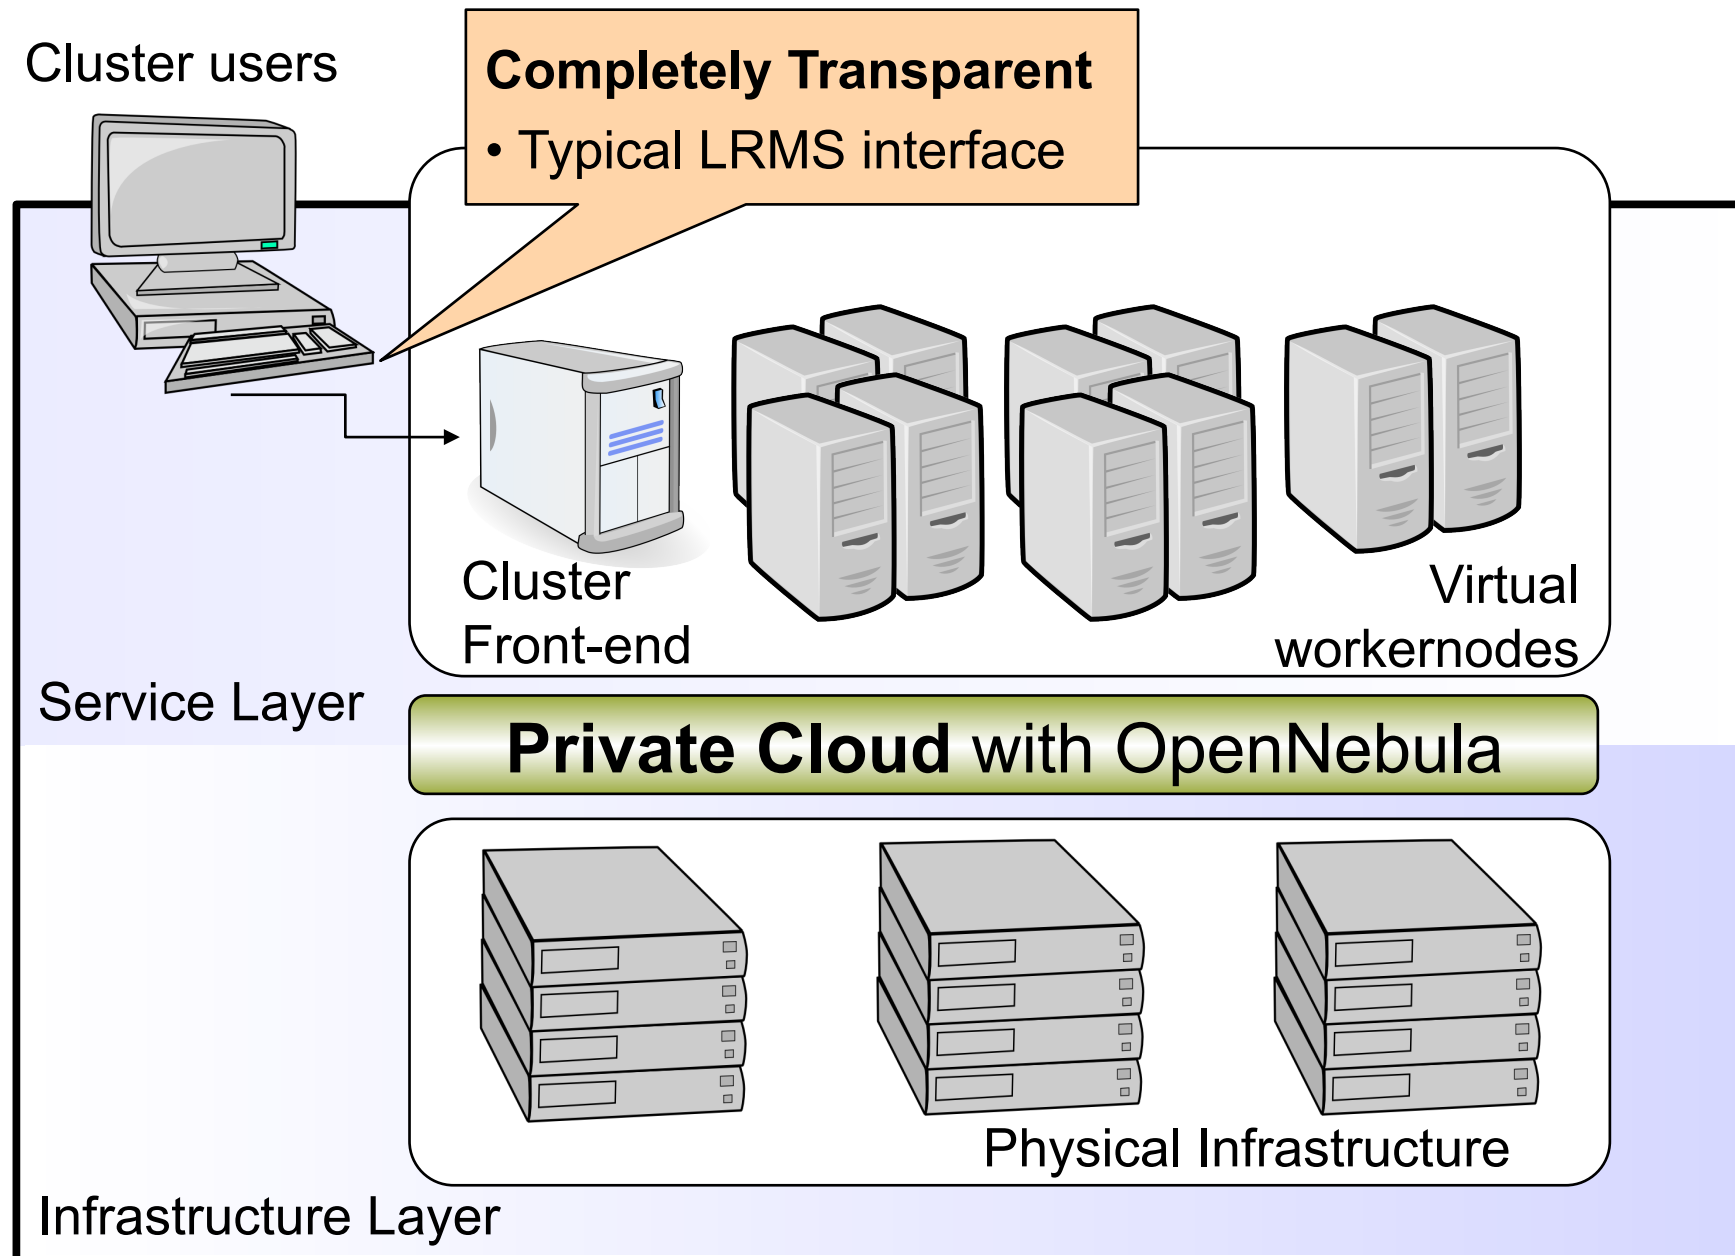 Cluster users
Completely Transparent
• Typical LRMS interface
Cluster
Front-end
Virtual
workernodes
Service Layer
Private Cloud with OpenNebula
Physical Infrastructure
Infrastructure Layer